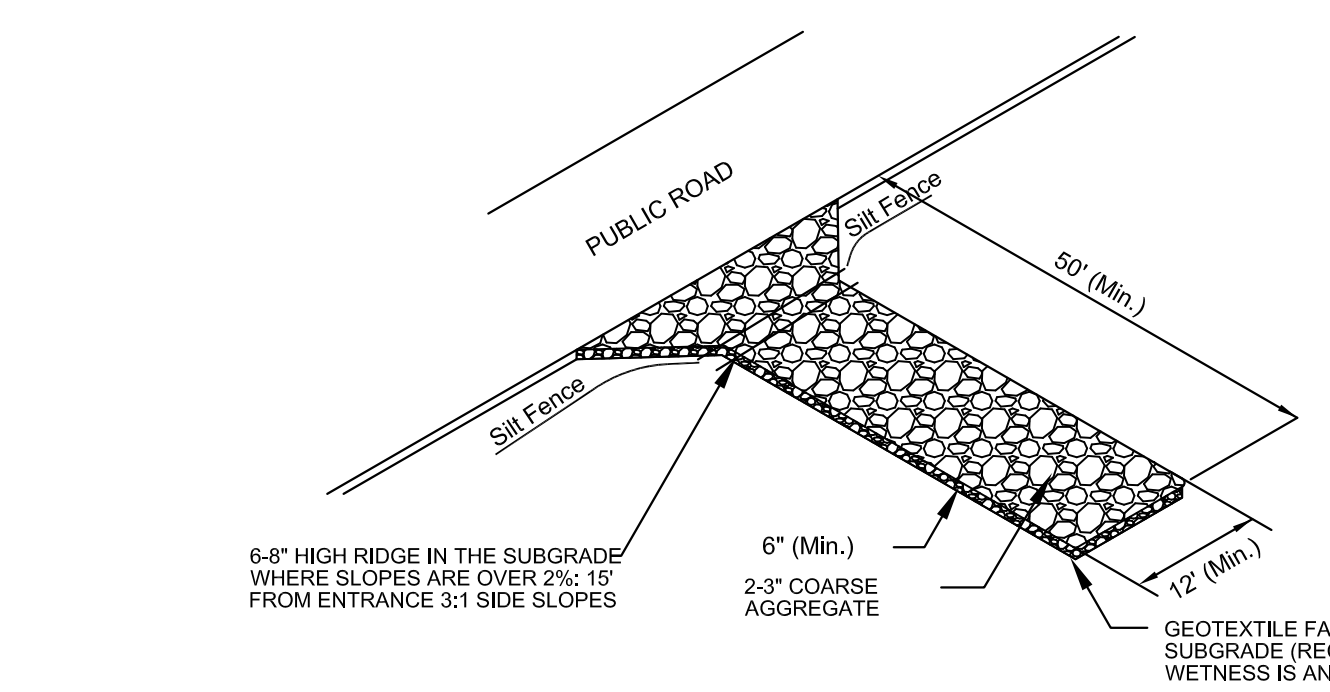 PUBLIC ROAD
Silt Fence
50' (Min.)
Silt Fence
6-8" HIGH RIDGE IN THE SUBGRADE
WHERE SLOPES ARE OVER 2%: 15'
FROM ENTRANCE 3:1 SIDE SLOPES
6" (Min.)
2-3" COARSE
AGGREGATE
12' (Min.)
GEOTEXTILE
SUBGRADE
WETNESS IS AN